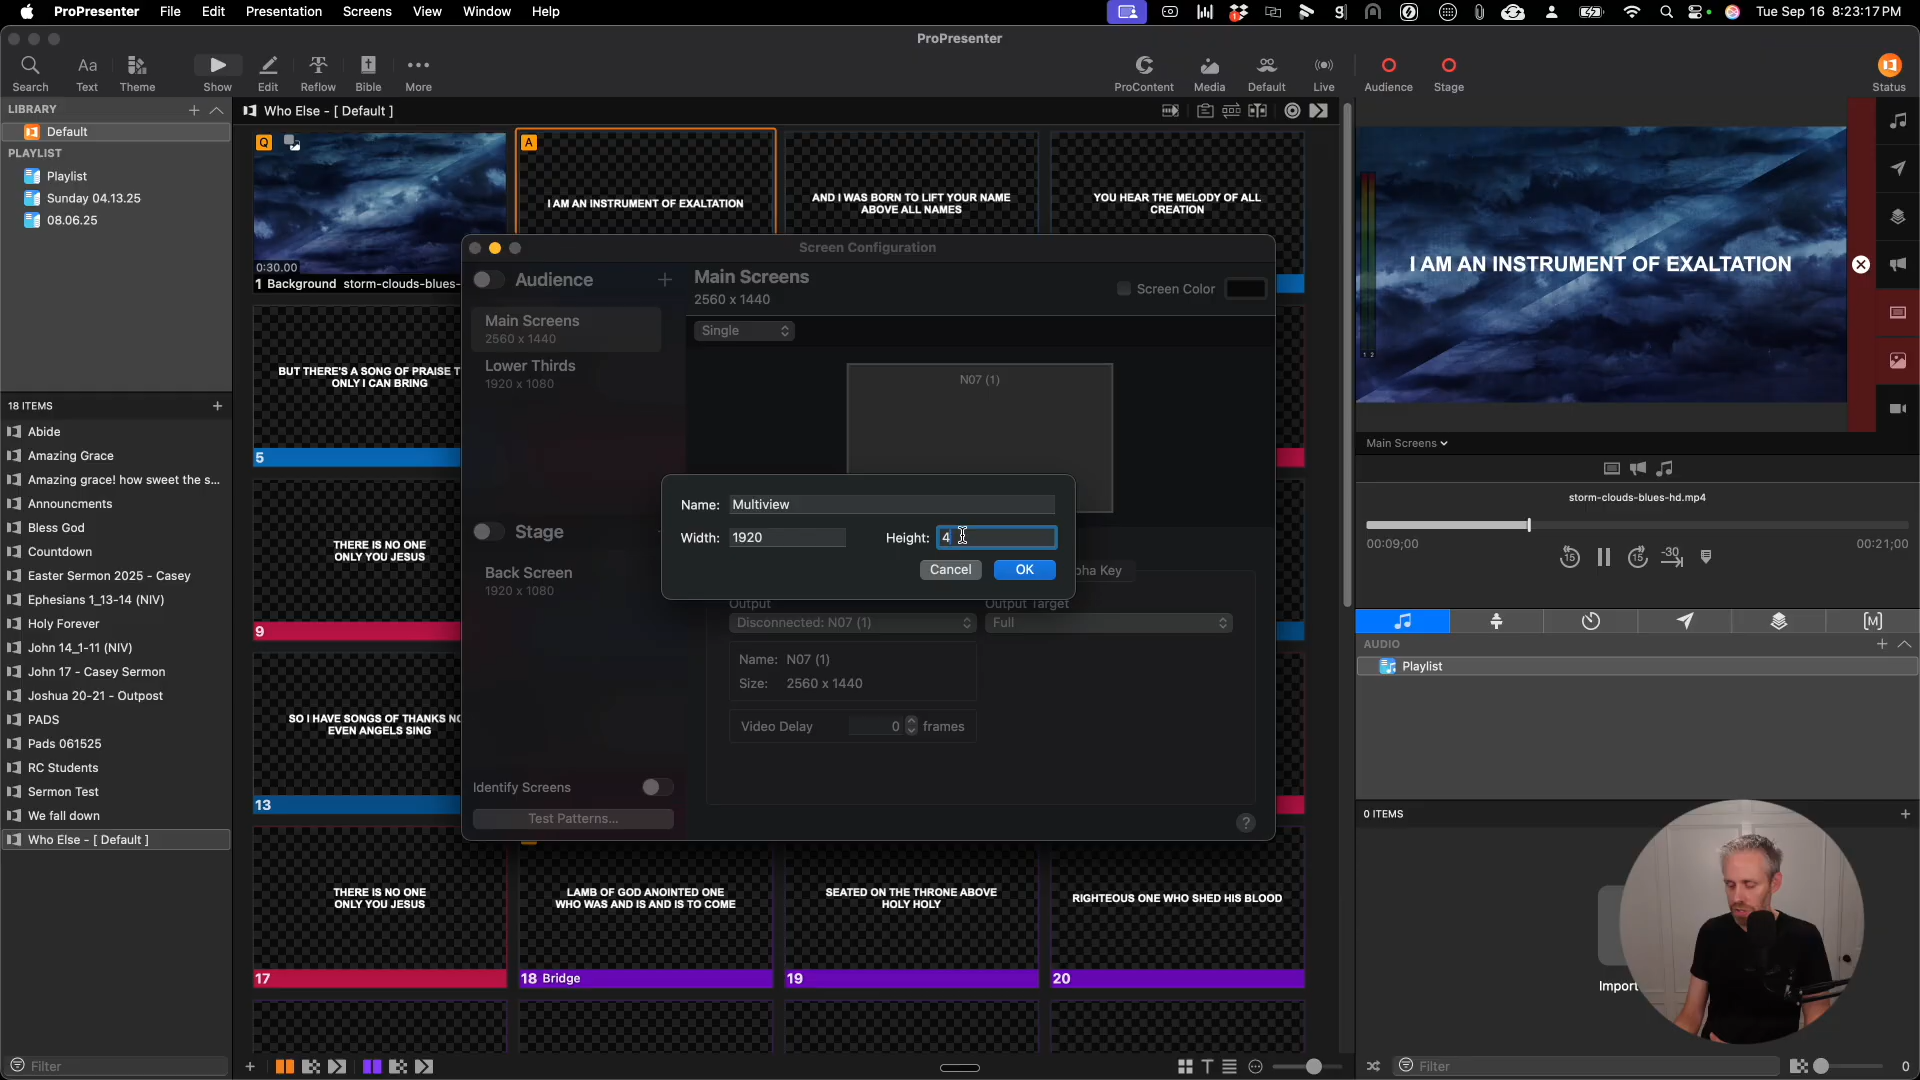 ProPresenter File Edit Presentation Screens View Window Help
Tue Sep 16 8:23:17 PM
ProPresenter
Search Text Theme Show Edit Reflow Bible More
ProContent Media Default Live Audience Stage Status
LIBRARY
Default
PLAYLIST
Playlist
Sunday 04.13.25
08.06.25
18 ITEMS
Abide
Amazing Grace
Amazing grace! how sweet the s...
Announcments
Bless God
Countdown
Easter Sermon 2025 - Casey
Ephesians 1_13-14 (NIV)
Holy Forever
John 14_1-11 (NIV)
John 17 - Casey Sermon
Joshua 20-21 - Outpost
PADS
Pads 061525
RC Students
Sermon Test
We fall down
Who Else - [ Default ]
Filter
Who Else - [ Default ]
Q
0:30.00
1 Background storm-clouds-blues-
A
I AM AN INSTRUMENT OF EXALTATION
AND I WAS BORN TO LIFT YOUR NAME
ABOVE ALL NAMES
YOU HEAR THE MELODY OF ALL
CREATION
BUT THERE'S A SONG OF PRAISE T
ONLY I CAN BRING
5
THERE IS NO ONE
ONLY YOU JESUS
9
SO I HAVE SONGS OF THANKS NO
EVEN ANGELS SING
13
THERE IS NO ONE
ONLY YOU JESUS
17
LAMB OF GOD ANOINTED ONE
WHO WAS AND IS AND IS TO COME
18 Bridge
SEATED ON THE THRONE ABOVE
HOLY HOLY
19
RIGHTEOUS ONE WHO SHED HIS BLOOD
20
Screen Configuration
Audience
Main Screens
2560 x 1440
Lower Thirds
1920 x 1080
Stage
Back Screen
1920 x 1080
Identify Screens
Test Patterns...
Main Screens
2560 x 1440
Screen Color
Single
N07 (1)
Name: Multiview
Width: 1920
Height: 4
Cancel
OK
pha Key
Output
Disconnected: N07 (1)
Output Target
Full
Name: N07 (1)
Size: 2560 x 1440
Video Delay 0 frames
?
I AM AN INSTRUMENT OF EXALTATION
1 2
Main Screens
storm-clouds-blues-hd.mp4
00:09;00
00:21;00
15
15
-30
[M]
AUDIO
Playlist
0 ITEMS
Import
Filter
0